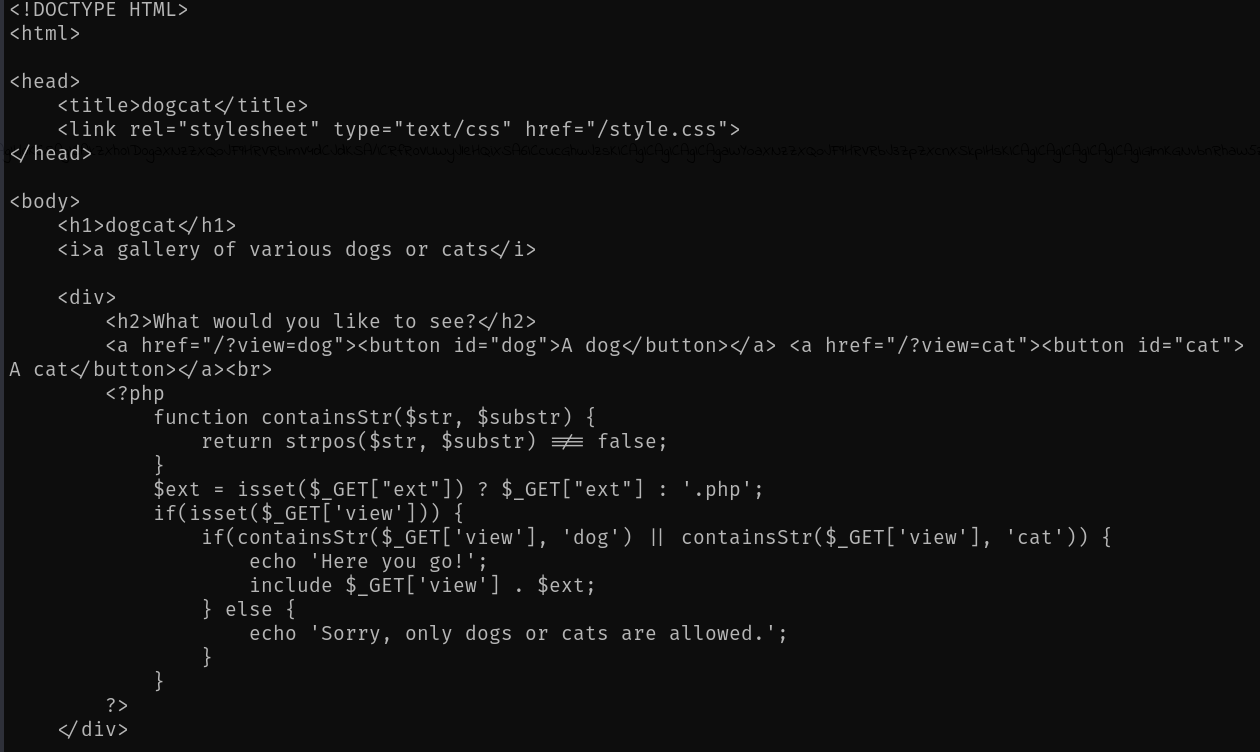 <!DOCTYPE HTML>
<html>
<head>
<title>dogcat</title>
<link rel="stylesheet" type="text/css" href="/style.css">
</head>
<body>
<h1>dogcat</h1>
<i>a gallery of various dogs or cats</i>
<div>
<h2>What would you like to see?</h2>
<a href="/?view=dog"><button id="dog">A dog</button></a> <a href="/?view=cat"><button id="cat">
A cat</button></a><br>
<?php
function containsStr($str, $substr) {
return strpos($str, $substr) !== false;
}
$ext = isset($_GET["ext"]) ? $_GET["ext"] : '.php';
if(isset($_GET['view'])) {
if(containsStr($_GET['view'], 'dog') || containsStr($_GET['view'], 'cat')) {
echo 'Here you go!';
include $_GET['view'] . $ext;
} else {
echo 'Sorry, only dogs or cats are allowed.';
}
}
?>
</div>